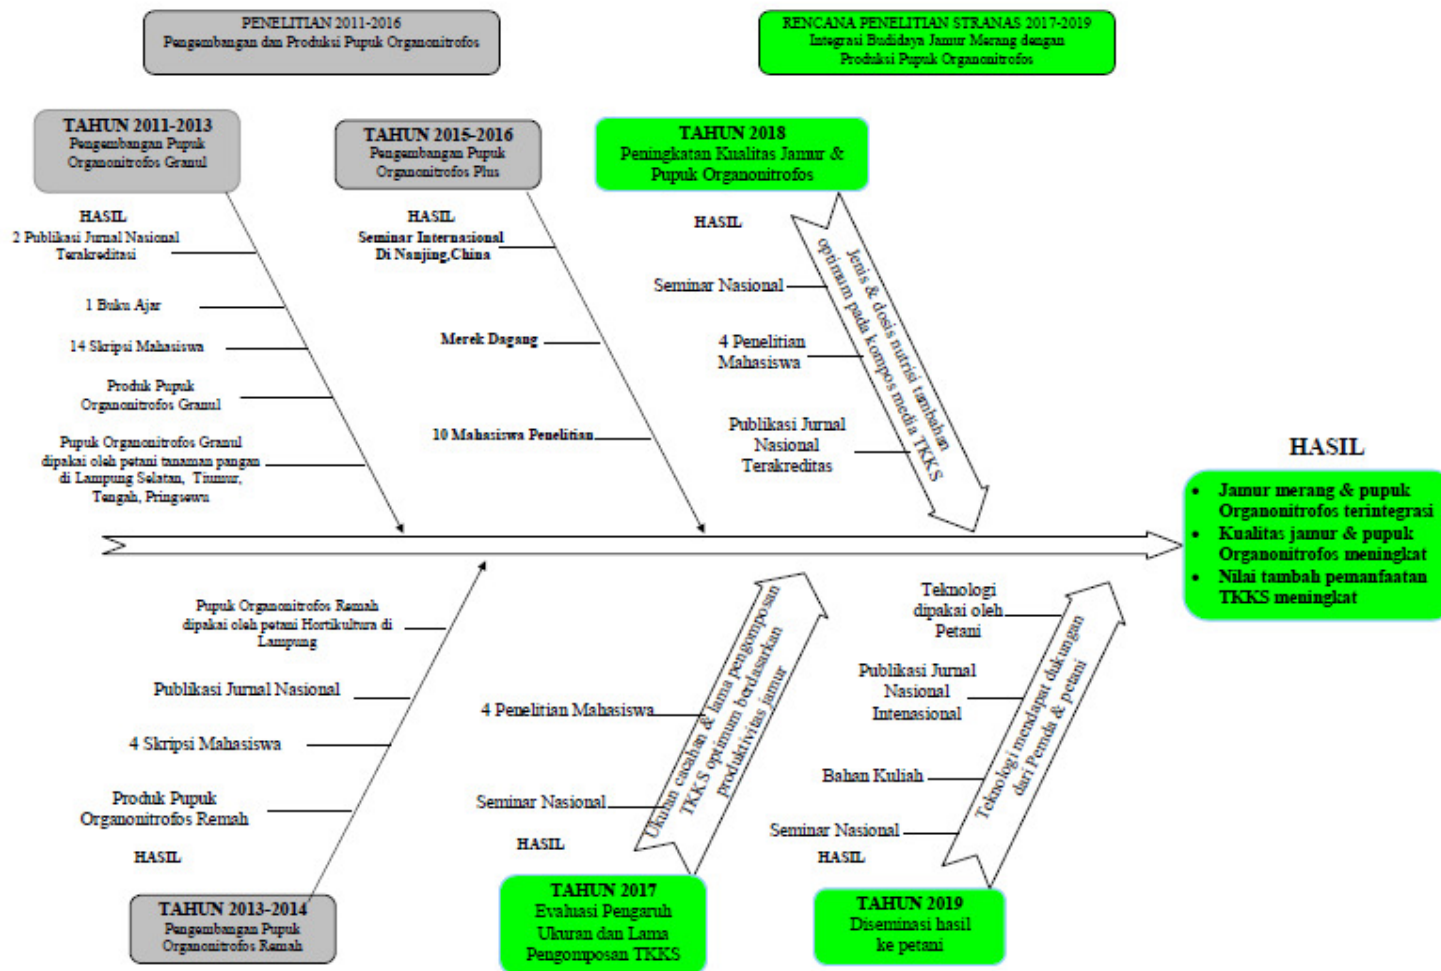 PENELITIAN 2011-2016
Pengembangan dan Produksi Pupuk Organonitrofos
RENCANA PENELITIAN STRANAS 2017-2019
Integrasi Budidaya Jamur Merang dengan
Produksi Pupuk Organonitrofos
TAHUN 2011-2013
Pengembangan Pupuk
Organonitrofos Granul
HASIL
2 Publikasi Jurnal Nasional
Terakreditasi
1 Buku Ajar
14 Skripsi Mahasiswa
Produk Pupuk
Organonitrofos Granul
Pupuk Organonitrofos Granul
dipakai oleh petani tanaman pangan
di Lampung Selatan, Tiumur,
Tengah, Pringsewu
TAHUN 2015-2016
Pengembangan Pupuk
Organonitrofos Plus
HASIL
Seminar Internasional
Di Nanjing,China
Merek Dagang
10 Mahasiswa Penelitian
TAHUN 2018
Peningkatan Kualitas Jamur &
Pupuk Organonitrofos
HASIL
Seminar Nasional
4 Penelitian
Mahasiswa
Publikasi Jurnal
Nasional
Terakreditas
Jenis & dosis nutrisi tambahan
optimum pada kompos media TKKS
HASIL
• Jamur merang & pupuk
Organonitrofos terintegrasi
• Kualitas jamur & pupuk
Organonitrofos meningkat
• Nilai tambah pemanfaatan
TKKS meningkat
Pupuk Organonitrofos Remah
dipakai oleh petani Hortikultura di
Lampung
Publikasi Jurnal Nasional
4 Skripsi Mahasiswa
Produk Pupuk
Organonitrofos Remah
HASIL
TAHUN 2013-2014
Pengembangan Pupuk
Organonitrofos Remah
4 Penelitian Mahasiswa
Seminar Nasional
HASIL
Ukuran cacahan & lama pengomposan
TKKS optimum berdasarkan
produktivitas jamur
TAHUN 2017
Evaluasi Pengaruh
Ukuran dan Lama
Pengomposan TKKS
Teknologi
dipakai oleh
Petani
Publikasi Jurnal
Nasional
Intenasional
Bahan Kuliah
Seminar Nasional
HASIL
Teknologi mendapat dukungan
dari Pemda & petani
TAHUN 2019
Diseminasi hasil
ke petani